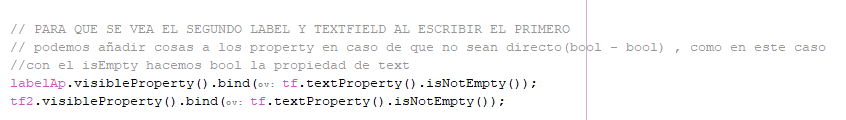 // PARA QUE SE VEA EL SEGUNDO LABEL Y TEXTFIELD AL ESCRIBIR EL PRIMERO
// podemos añadir cosas a los property en caso de que no sean directo(bool - bool) , como en este caso
//con el isEmpty hacemos bool la propiedad de text
labelAp.visibleProperty().bind(ov: tf.textProperty().isNotEmpty());
tf2.visibleProperty().bind(ov: tf.textProperty().isNotEmpty());